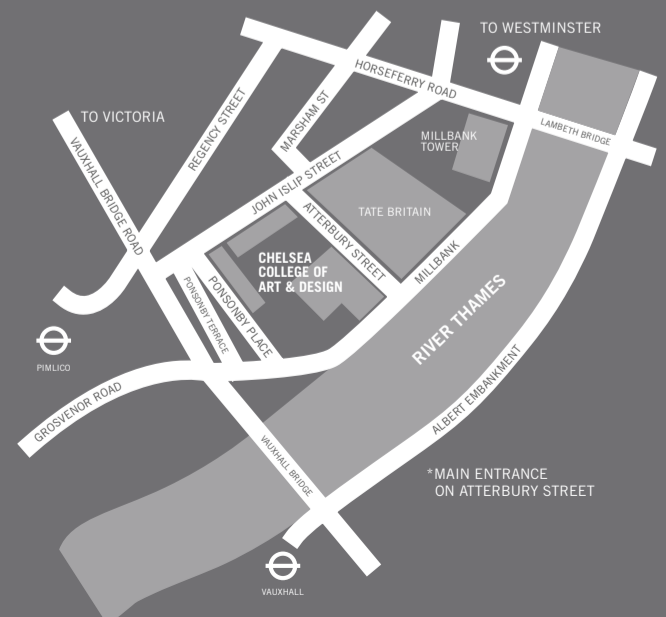 TO WESTMINSTER
HORSEFERRY ROAD
LAMBETH BRIDGE
TO VICTORIA
REGENCY STREET
MARSHAM ST
MILLBANK
TOWER
VAUXHALL BRIDGE ROAD
JOHN ISLIP STREET
TATE BRITAIN
ATTERBURY STREET
MILLBANK
CHELSEA
COLLEGE OF
ART & DESIGN
PONSONBY PLACE
PONSONBY TERRACE
RIVER THAMES
PIMLICO
GROSVENOR ROAD
ALBERT EMBANKMENT
VAUXHALL BRIDGE
*MAIN ENTRANCE
ON ATTERBURY STREET
VAUXHALL